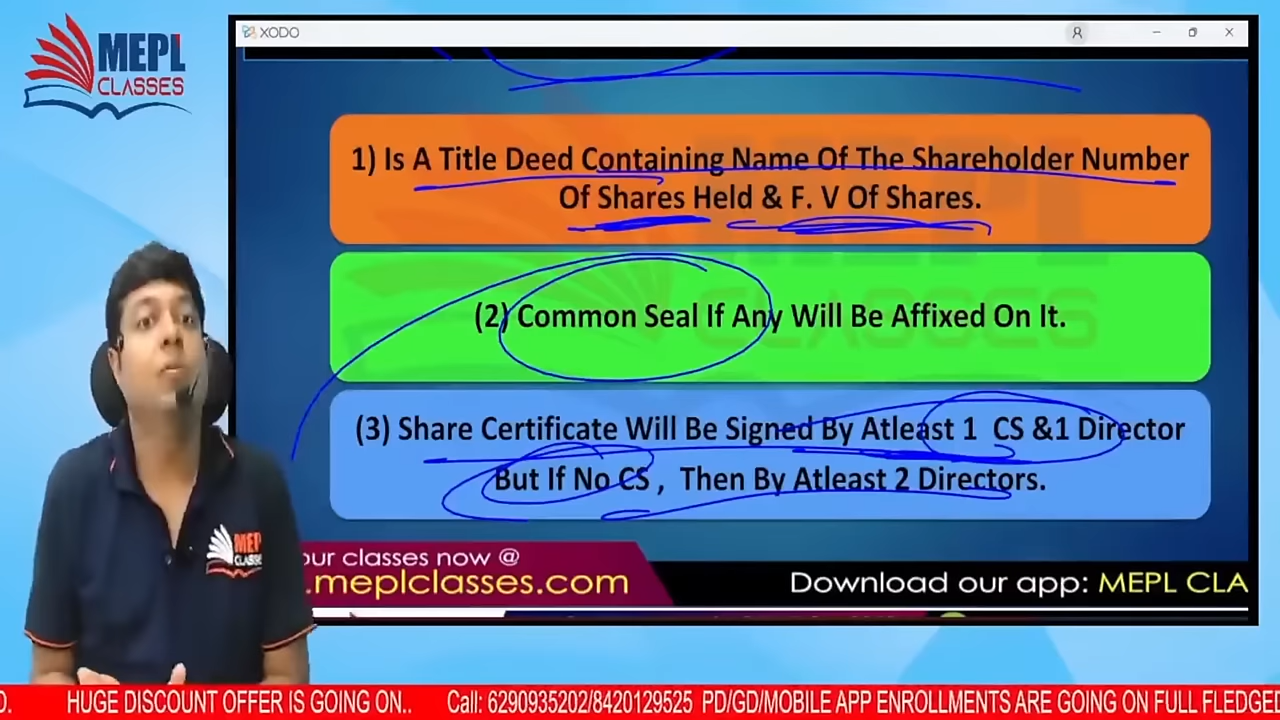 MEPL
CLASSES
XODO
1) Is A Title Deed Containing Name Of The Shareholder Number
Of Shares Held & F. V Of Shares.
(2) Common Seal If Any Will Be Affixed On It.
(3) Share Certificate Will Be Signed By Atleast 1 CS &1 Director
But If No CS , Then By Atleast 2 Directors.
MEPL
CLASSES
our classes now @
.meplclasses.com
Download our app: MEPL CLA
D. HUGE DISCOUNT OFFER IS GOING ON.. Call: 6290935202/8420129525 PD/GD/MOBILE APP ENROLLMENTS ARE GOING ON FULL FLEDGED